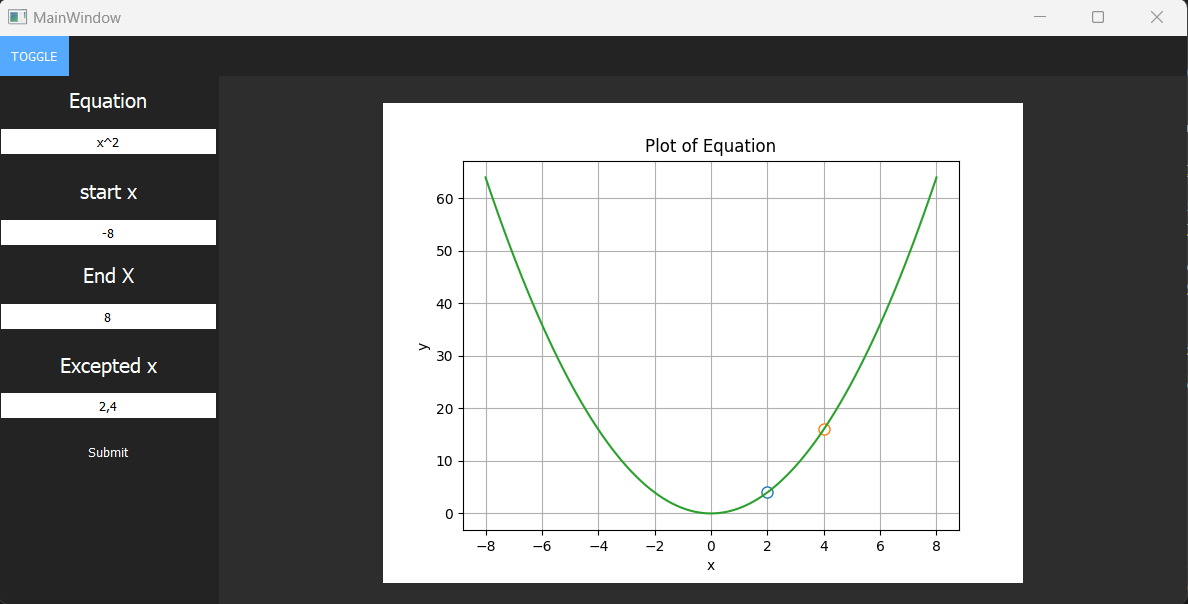 MainWindow
TOGGLE
Equation
x^2
start x
-8
End X
8
Excepted x
2,4
Submit
Plot of Equation
60
50
40
30
20
10
0
y
−8 −6 −4 −2 0 2 4 6 8
x